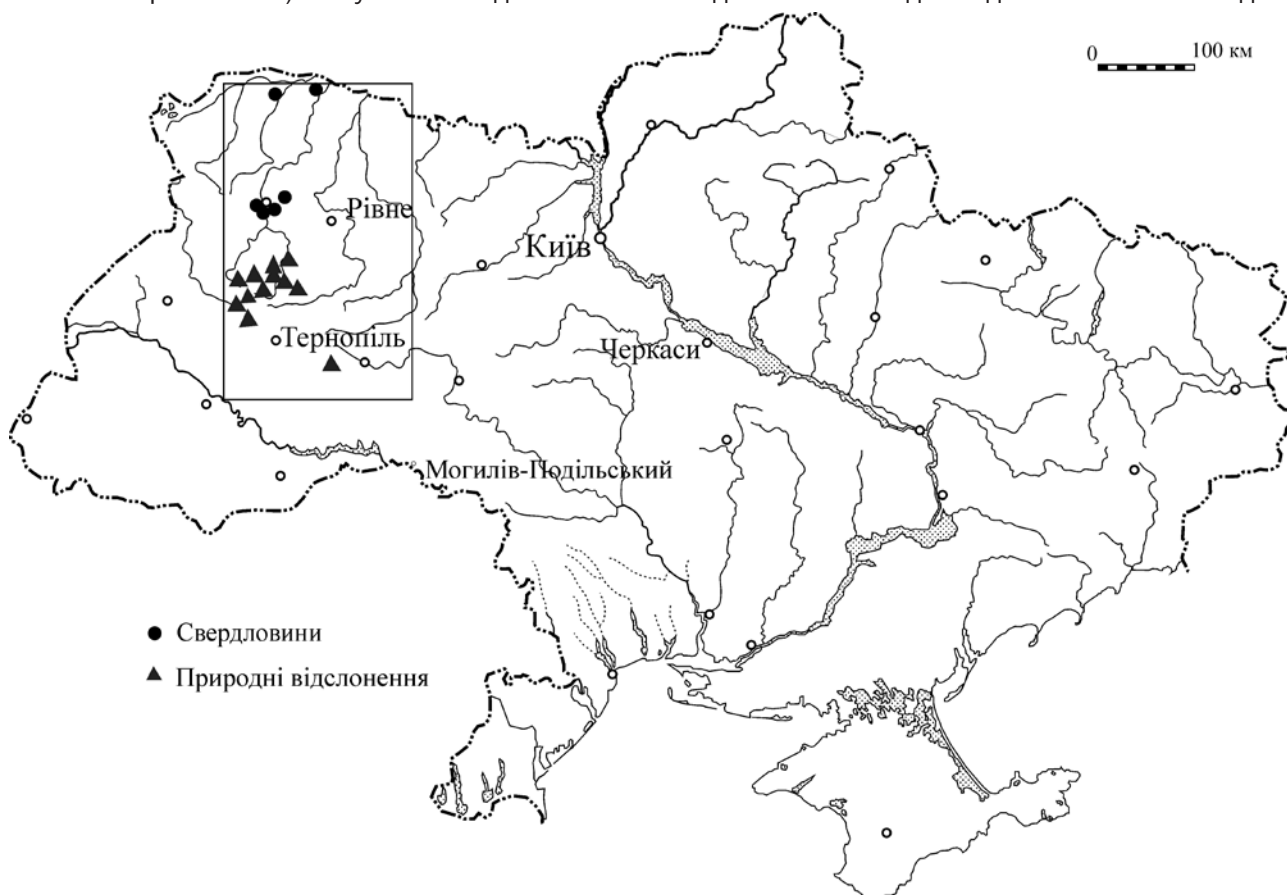 0 100 км
Рівне
Київ
Тернопіль
Черкаси
Могилів-Подільський
Свердловини
Природні відслонення